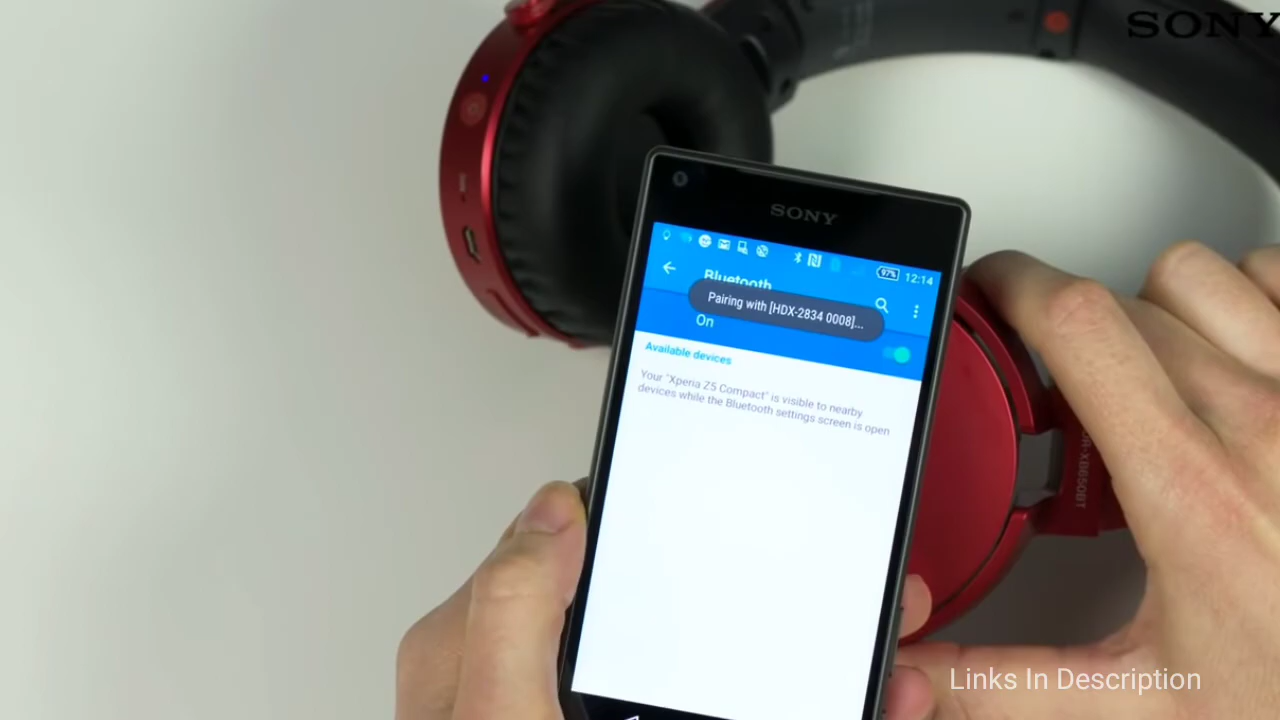 SONY
SONY
97%
12:14
Bluetooth
Pairing with [HDX-2834 0008]...
On
Available devices
Your "Xperia Z5 Compact" is visible to nearby
devices while the Bluetooth settings screen is open
Links In Description